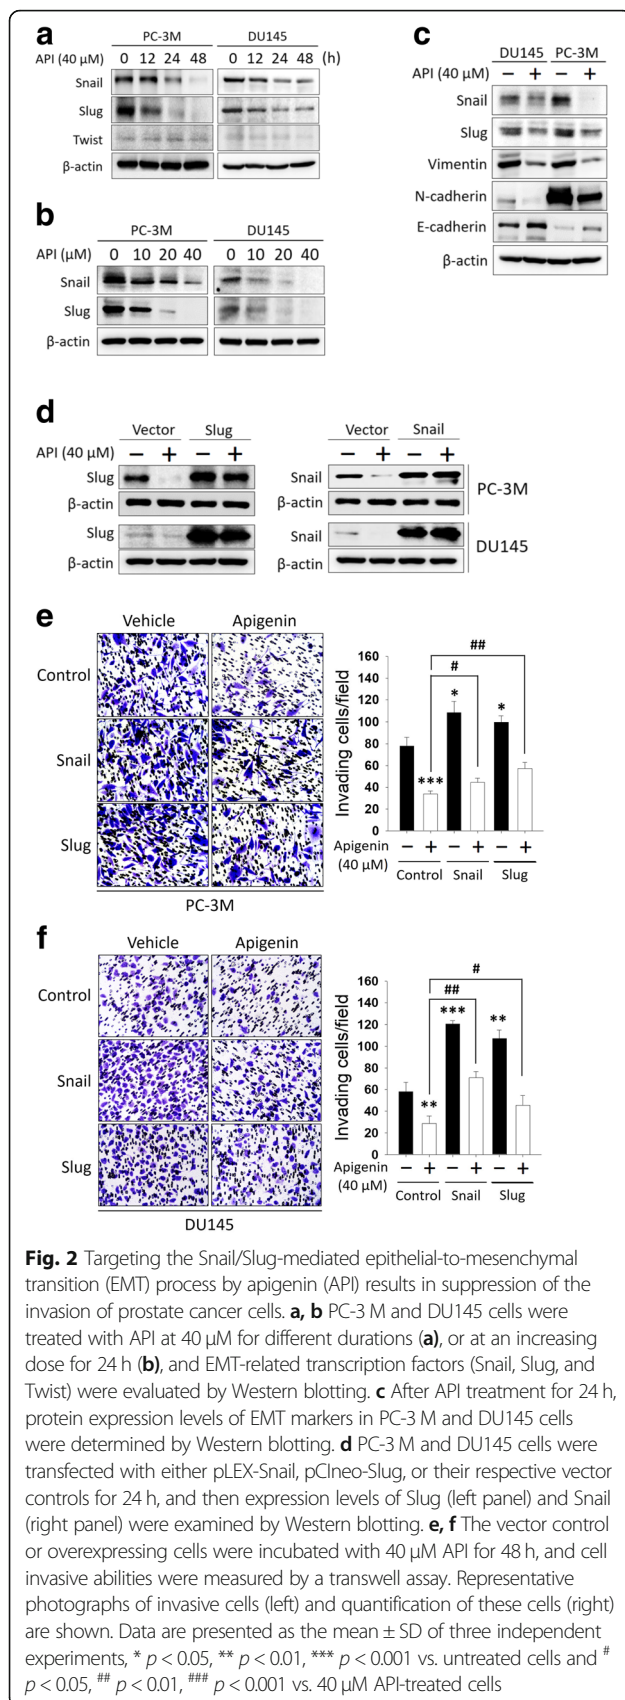 a
PC-3M DU145
API (40 µM) 0 12 24 48 0 12 24 48 (h)
Snail
Slug
Twist
β-actin
b
PC-3M DU145
API (µM) 0 10 20 40 0 10 20 40
Snail
Slug
β-actin
c
DU145 PC-3M
API (40 µM) − + − +
Snail
Slug
Vimentin
N-cadherin
E-cadherin
β-actin
d
Vector Slug
API (40 µM) − + − +
Slug
β-actin
Slug
β-actin
Vector Snail
− + − +
Snail
β-actin
PC-3M
Snail
β-actin
DU145
e
Vehicle Apigenin
Control
Snail
Slug
PC-3M
Invading cells/field
160
140
120
100
80
60
40
20
0
***
*
*
#
##
− + − + − +
Apigenin
(40 µM)
Control Snail Slug
f
Vehicle Apigenin
Control
Snail
Slug
DU145
Invading cells/field
160
140
120
100
80
60
40
20
0
**
***
**
##
#
− + − + − +
Apigenin
(40 µM)
Control Snail Slug
Fig. 2 Targeting the Snail/Slug-mediated epithelial-to-mesenchymal
transition (EMT) process by apigenin (API) results in suppression of the
invasion of prostate cancer cells. a, b PC-3 M and DU145 cells were
treated with API at 40 µM for different durations (a), or at an increasing
dose for 24 h (b), and EMT-related transcription factors (Snail, Slug, and
Twist) were evaluated by Western blotting. c After API treatment for 24 h,
protein expression levels of EMT markers in PC-3 M and DU145 cells
were determined by Western blotting. d PC-3 M and DU145 cells were
transfected with either pLEX-Snail, pCIneo-Slug, or their respective vector
controls for 24 h, and then expression levels of Slug (left panel) and Snail
(right panel) were examined by Western blotting. e, f The vector control
or overexpressing cells were incubated with 40 µM API for 48 h, and cell
invasive abilities were measured by a transwell assay. Representative
photographs of invasive cells (left) and quantification of these cells (right)
are shown. Data are presented as the mean ± SD of three independent
experiments, * p < 0.05, ** p < 0.01, *** p < 0.001 vs. untreated cells and #
p < 0.05, ## p < 0.01, ### p < 0.001 vs. 40 µM API-treated cells